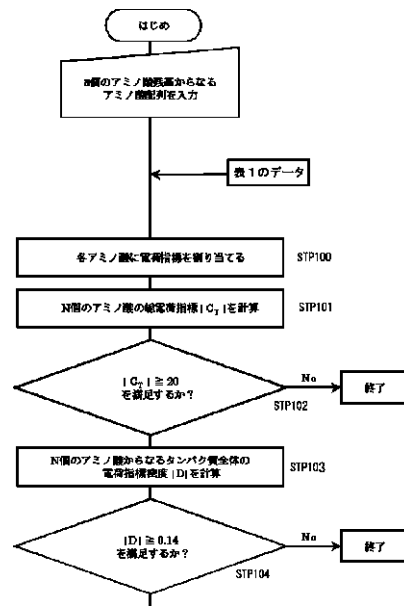 はじめ
n個のアミノ酸残基からなる
アミノ酸配列を入力
表1のデータ
各アミノ酸に電荷指標を割り当てる
STP100
N個のアミノ酸の総電荷指標|C_T|を計算
STP101
|C_T|≧20
を満足するか？
No
終了
STP102
N個のアミノ酸からなるタンパク質全体の
電荷指標密度|D|を計算
STP103
|D|≧0.14
を満足するか？
No
終了
STP104